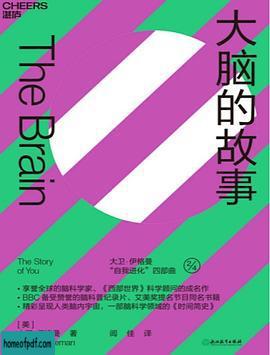 CHEERS
湛庐
The Brain
大脑的故事
The Story
of You
大卫·伊格曼
“自我进化”四部曲
2/4
• 享誉全球的脑科学家、《西部世界》科学顾问的成名作
• BBC备受赞誉的脑科普纪录片、艾美奖提名节目同名书籍
• 精彩呈现人类脑内宇宙，一部脑科学领域的《时间简史》
[美]
曼 著
闾佳 译
homeofpdf.com